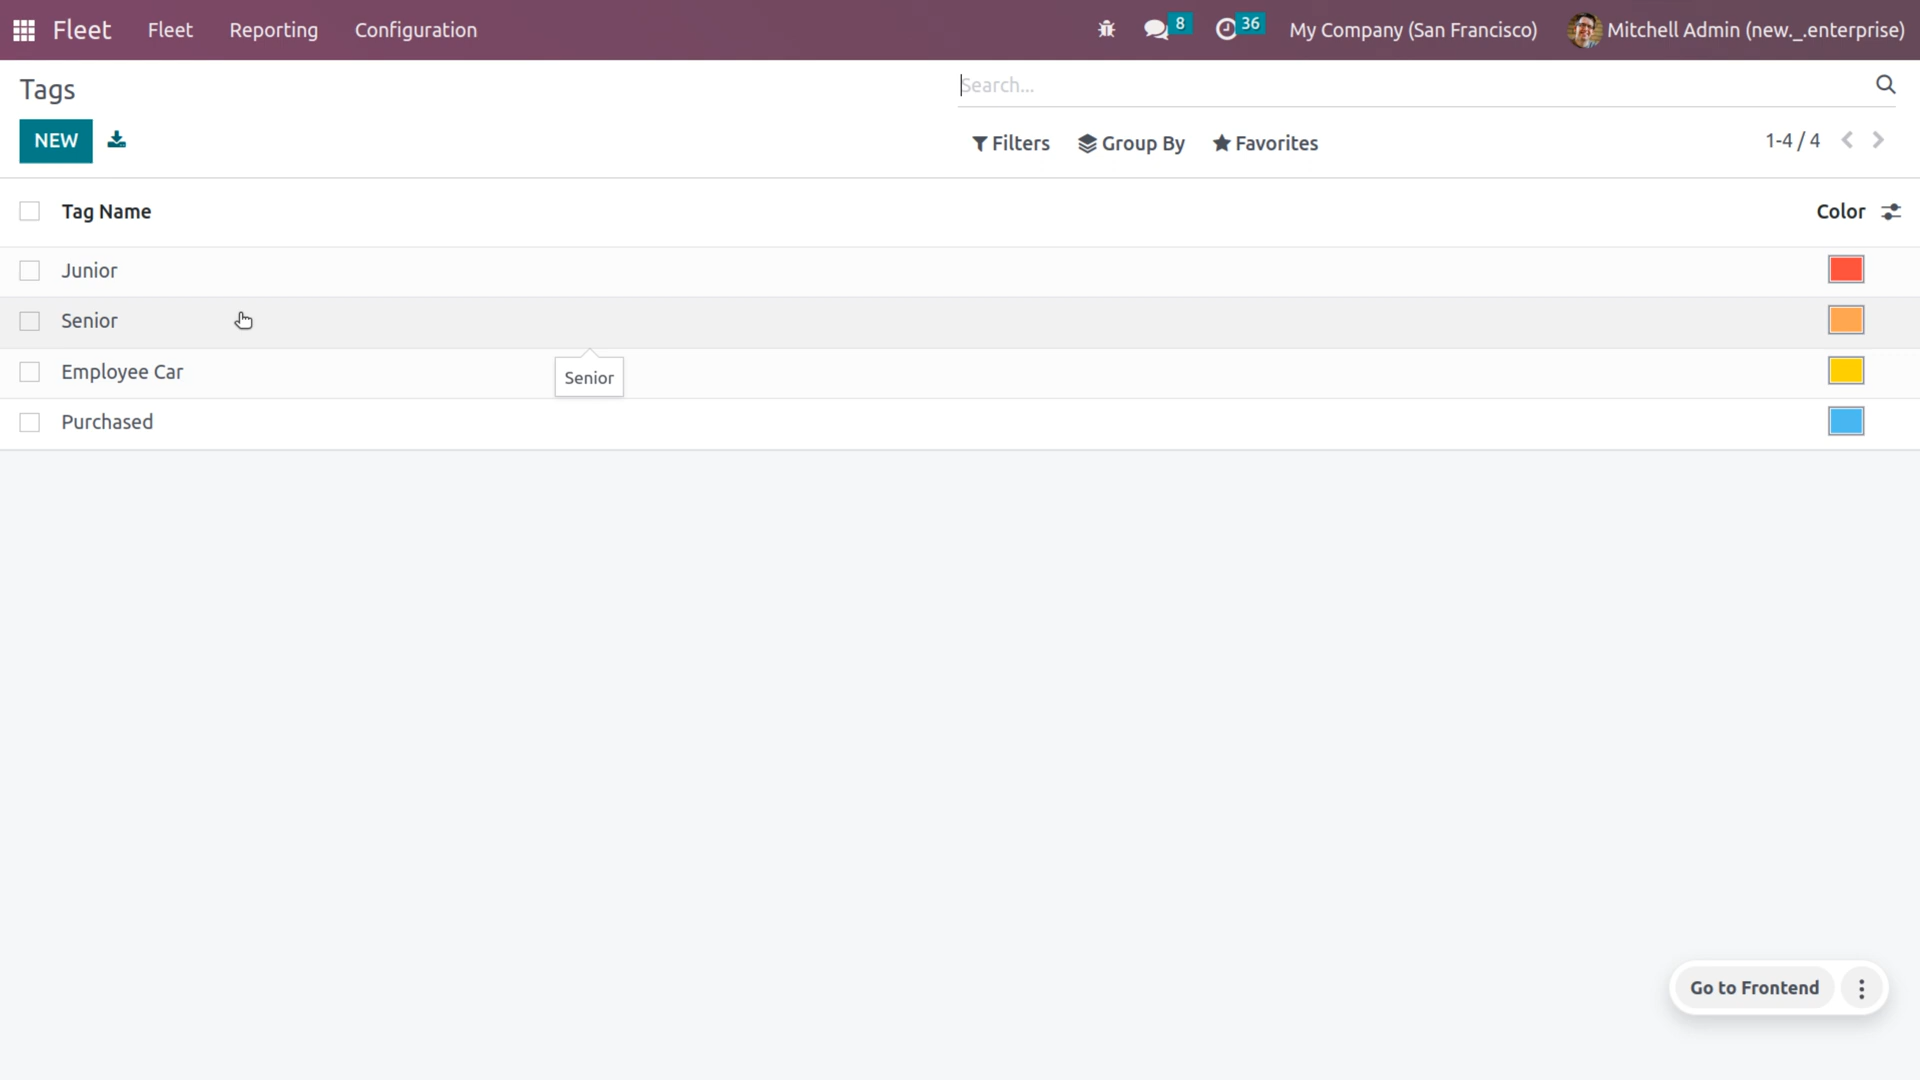 Fleet Fleet Reporting Configuration 8 36 My Company (San Francisco) Mitchell Admin (new._.enterprise)
Tags Search...
NEW Filters Group By Favorites 1-4 / 4
Tag Name Color
Junior
Senior
Employee Car
Senior
Purchased
Go to Frontend